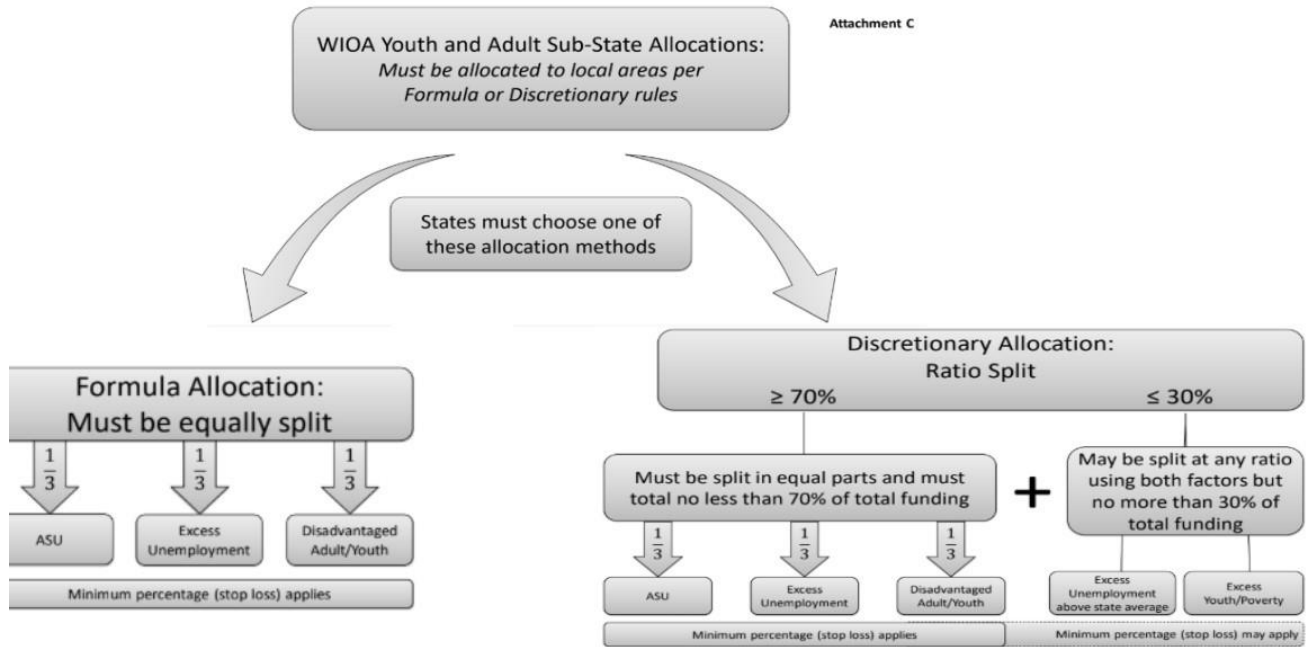 Attachment C
WIOA Youth and Adult Sub-State Allocations:
Must be allocated to local areas per
Formula or Discretionary rules
States must choose one of
these allocation methods
Formula Allocation:
Must be equally split
1/3
1/3
1/3
ASU
Excess
Unemployment
Disadvantaged
Adult/Youth
Minimum percentage (stop loss) applies
Discretionary Allocation:
Ratio Split
≥ 70%
≤ 30%
Must be split in equal parts and must
total no less than 70% of total funding
+
May be split at any ratio
using both factors but
no more than 30% of
total funding
1/3
1/3
1/3
ASU
Excess
Unemployment
Disadvantaged
Adult/Youth
Excess
Unemployment
above state average
Excess
Youth/Poverty
Minimum percentage (stop loss) applies
Minimum percentage (stop loss) may apply